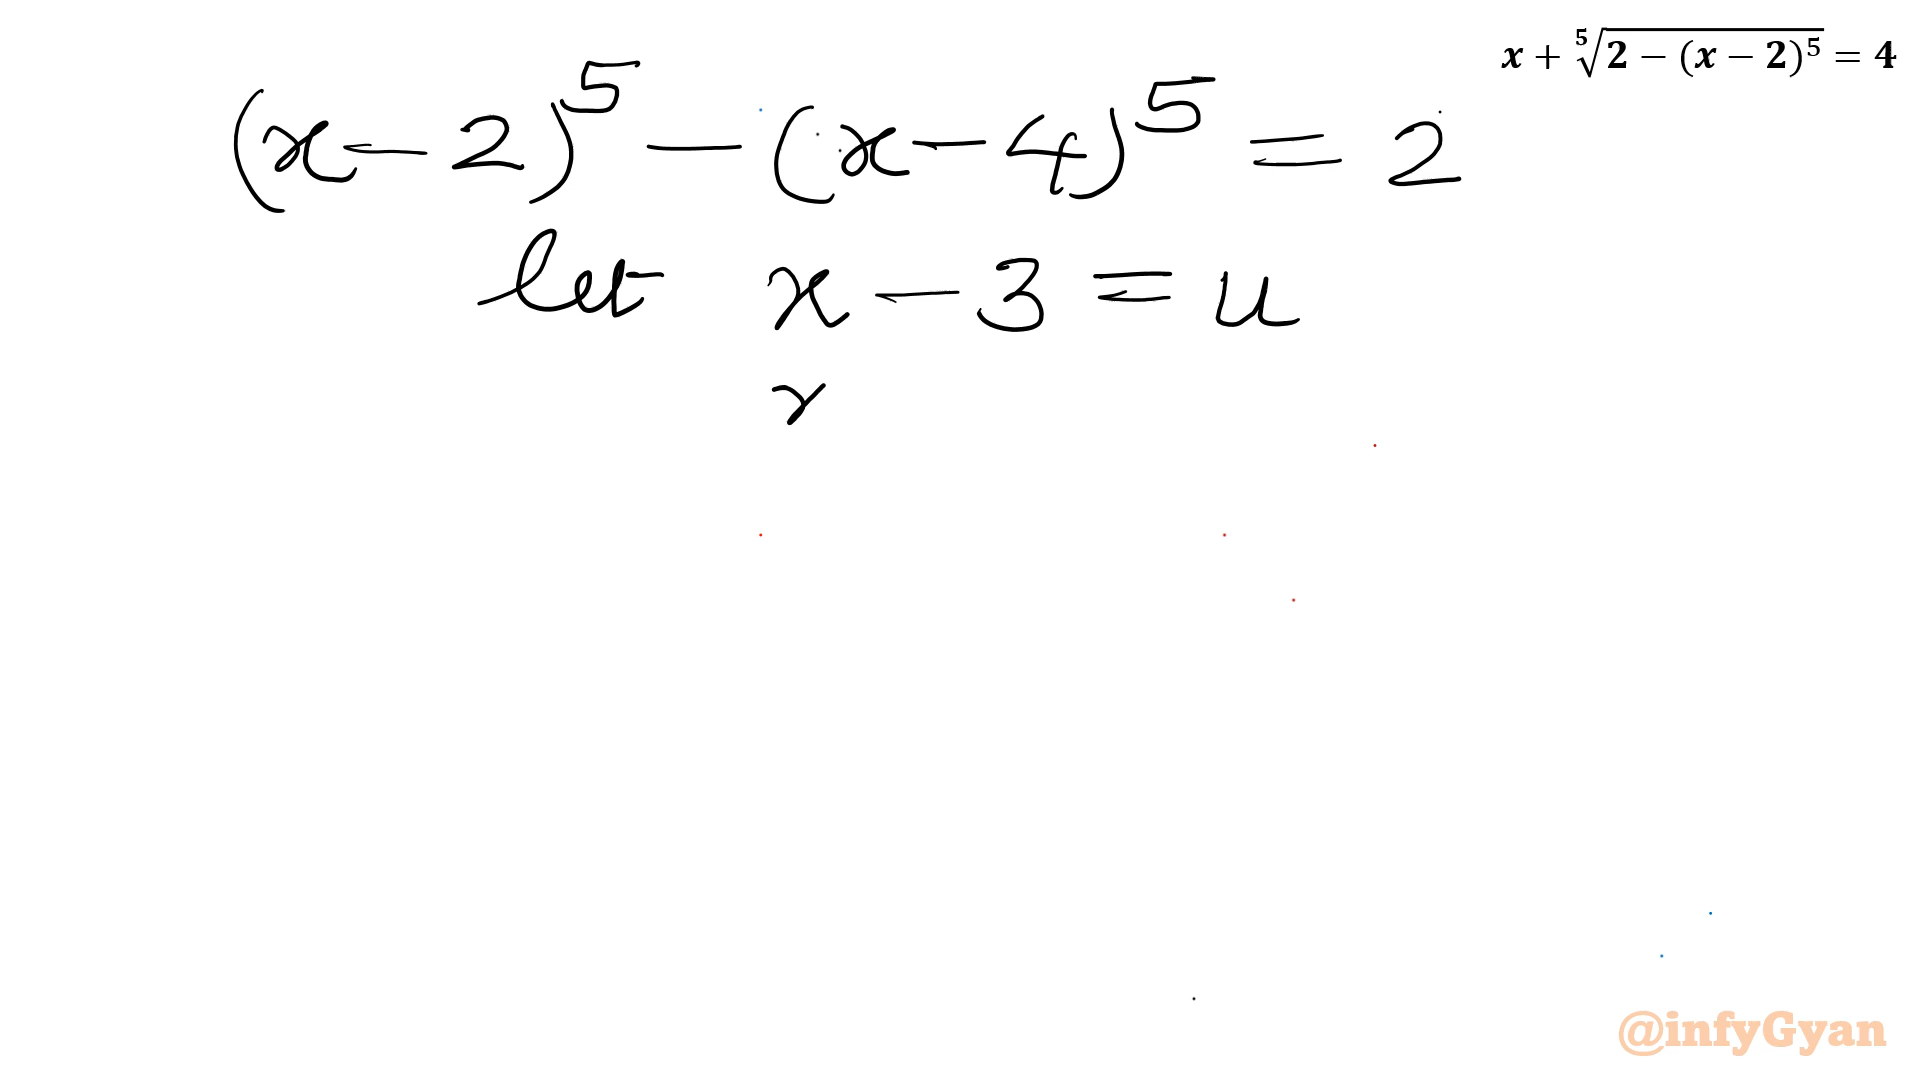 x + ⁵√(2 − (x − 2)⁵) = 4
(x − 2)⁵ − (x − 4)⁵ = 2
let x − 3 = u
x
@infyGyan